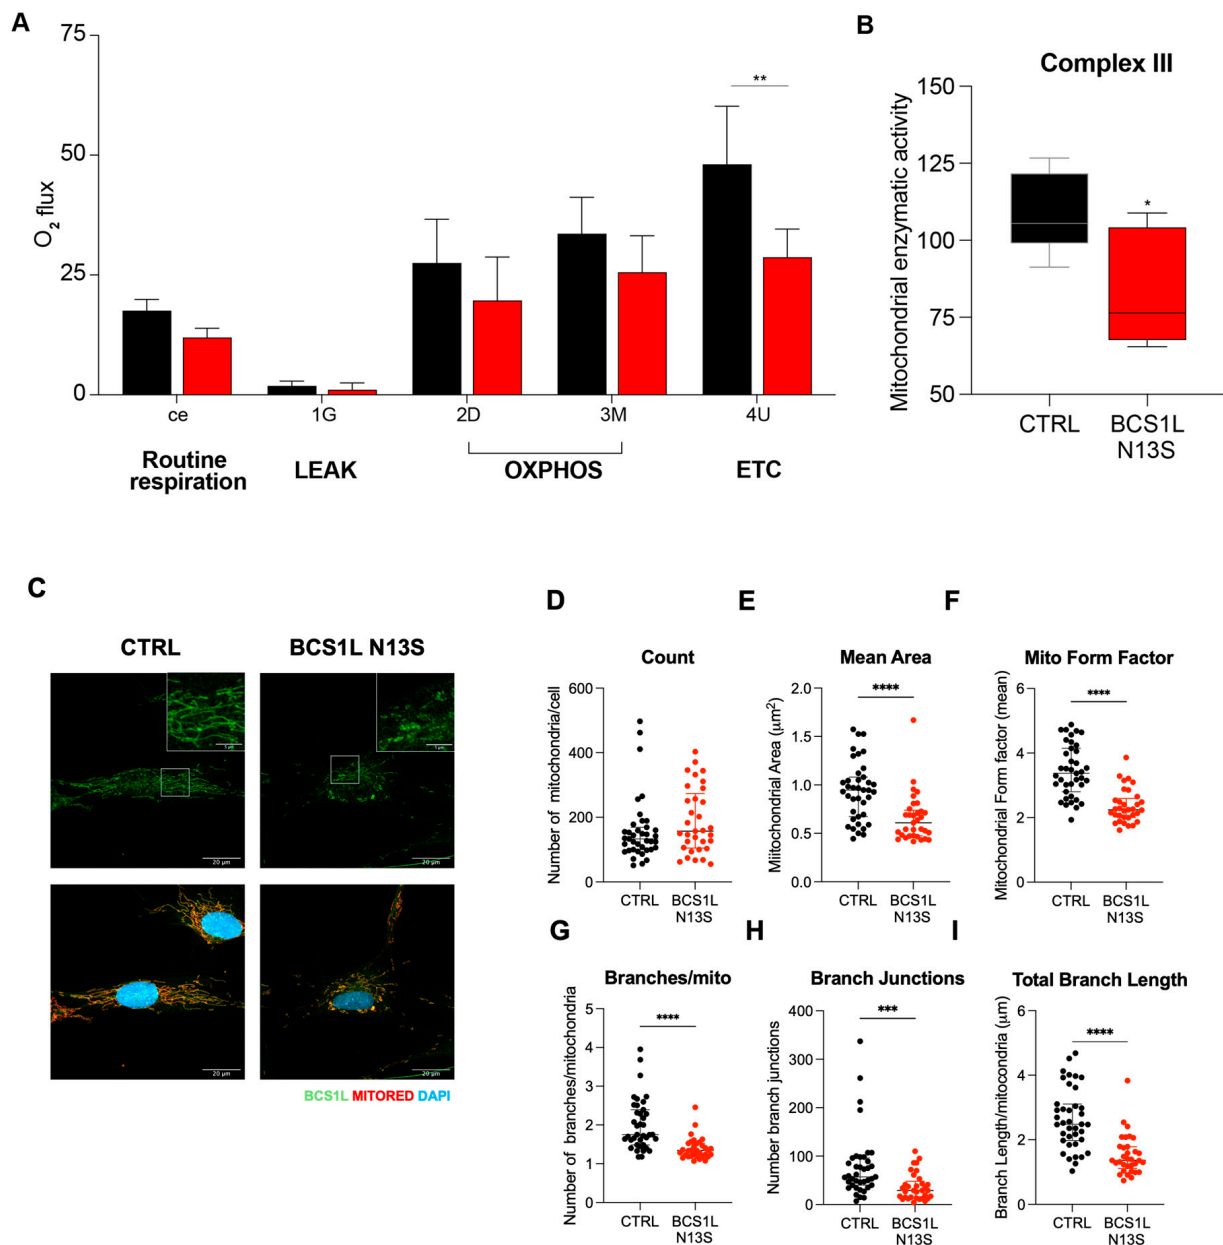 A
75
50
25
0
O2 flux
**
ce
1G
2D
3M
4U
Routine
respiration
LEAK
OXPHOS
ETC
B
Complex III
Mitochondrial enzymatic activity
150
125
100
75
50
*
CTRL
BCS1L
N13S
C
CTRL
BCS1L N13S
5 µm
5 µm
20 µm
20 µm
20 µm
20 µm
BCS1L MITORED DAPI
D
Count
Number of mitochondria/cell
600
400
200
0
CTRL
BCS1L
N13S
E
Mean Area
Miitochondrial Area (µm2)
2.0
1.5
1.0
0.5
0.0
****
CTRL
BCS1L
N13S
F
Mito Form Factor
Mitochondrial Form factor (mean)
6
4
2
0
****
CTRL
BCS1L
N13S
G
Branches/mito
Number of branches/mitochondria
5
4
3
2
1
0
****
CTRL
BCS1L
N13S
H
Branch Junctions
Number branch junctions
400
300
200
100
0
***
CTRL
BCS1L
N13S
I
Total Branch Length
Branch Length/mitocondria (µm)
6
4
2
0
****
CTRL
BCS1L
N13S